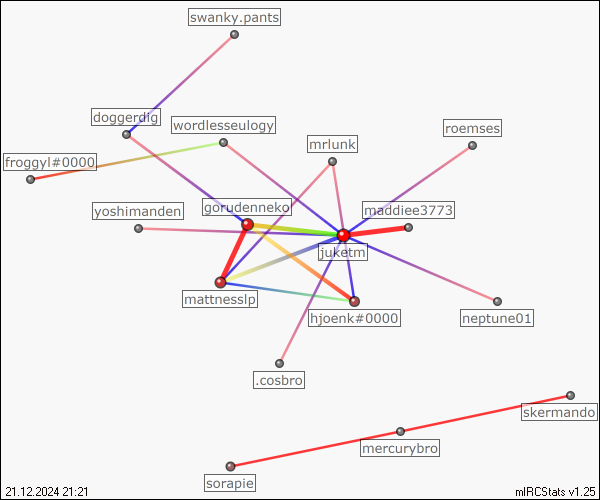 swanky.pants
doggerdig
wordlesseulogy
roemses
mrlunk
froggyl#0000
maddiee3773
gorudenneko
yoshimanden
juketm
mattnesslp
hjoenk#0000
neptune01
.cosbro
skermando
mercurybro
sorapie
21.12.2024 21:21
mIRCStats v1.25